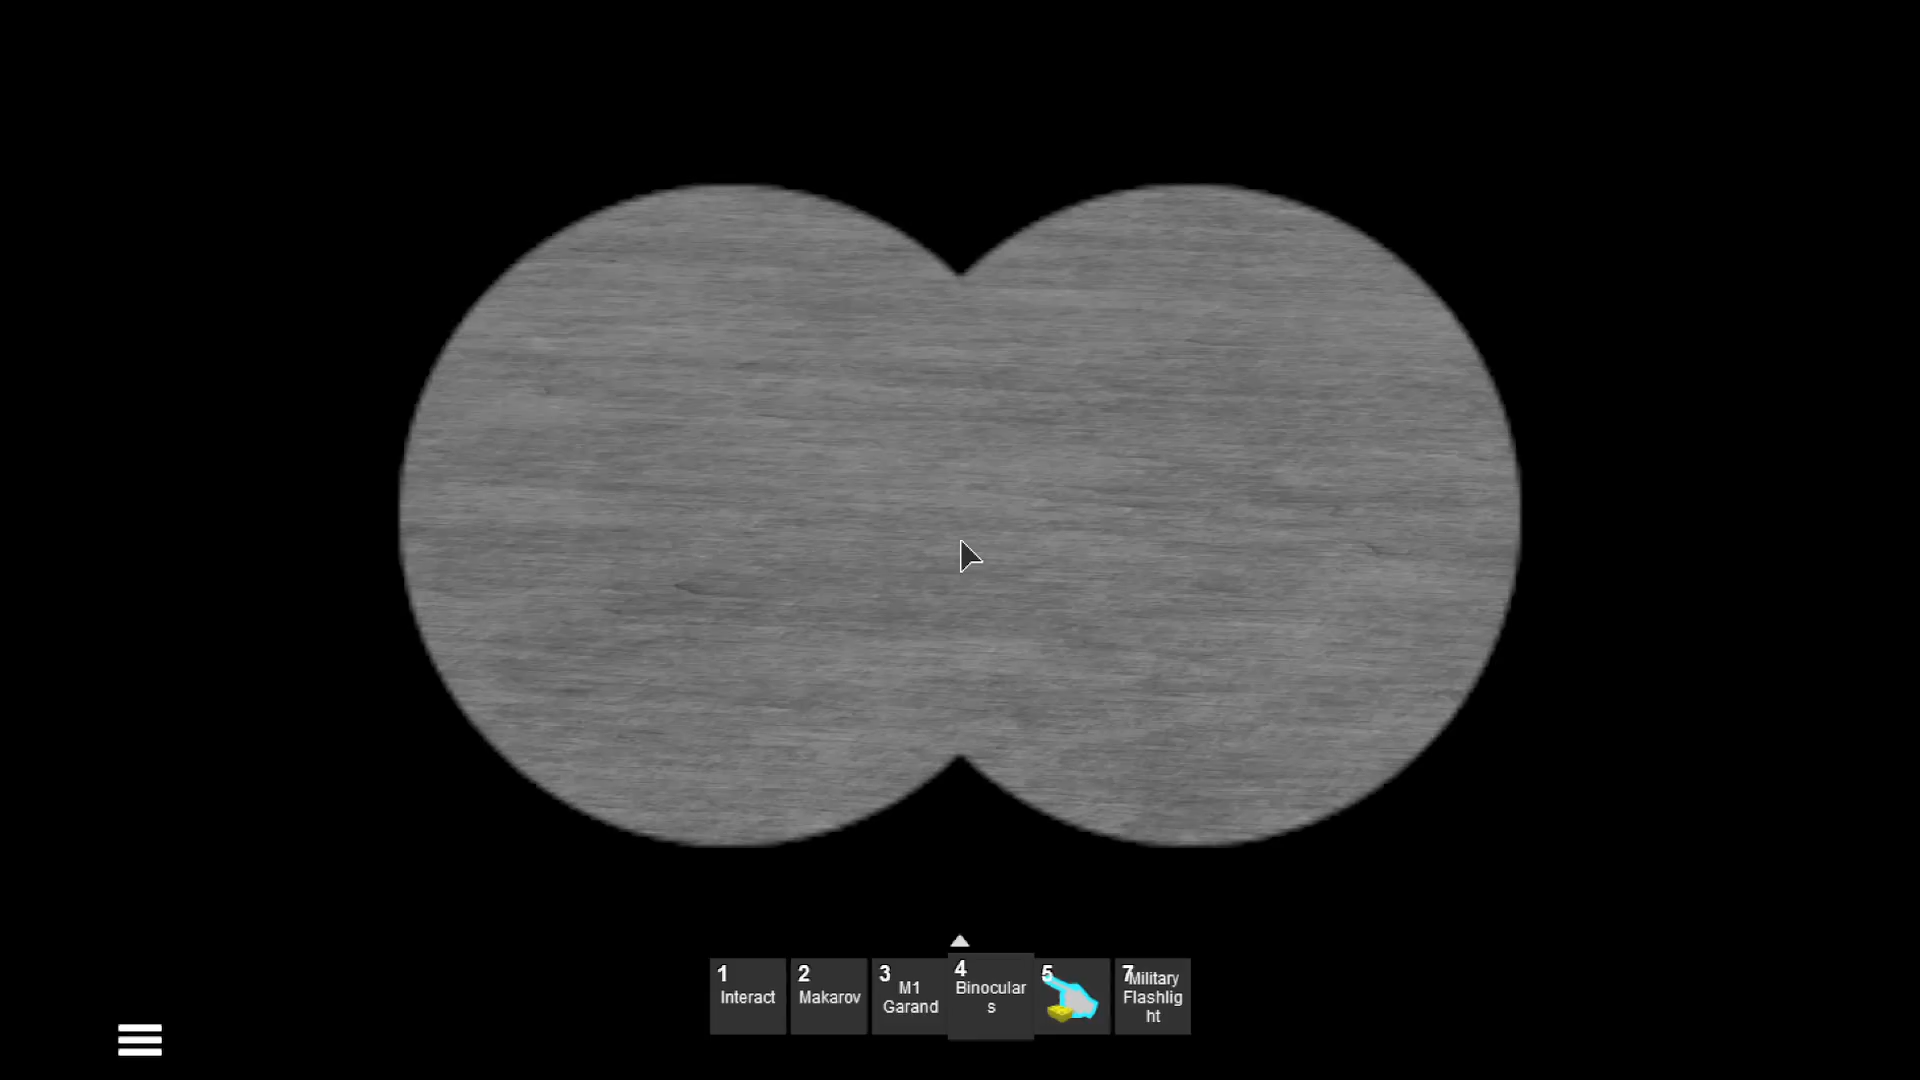 1
Interact
2
Makarov
3
M1
Garand
4
Binocular
s
5
7
Military
Flashlig
ht